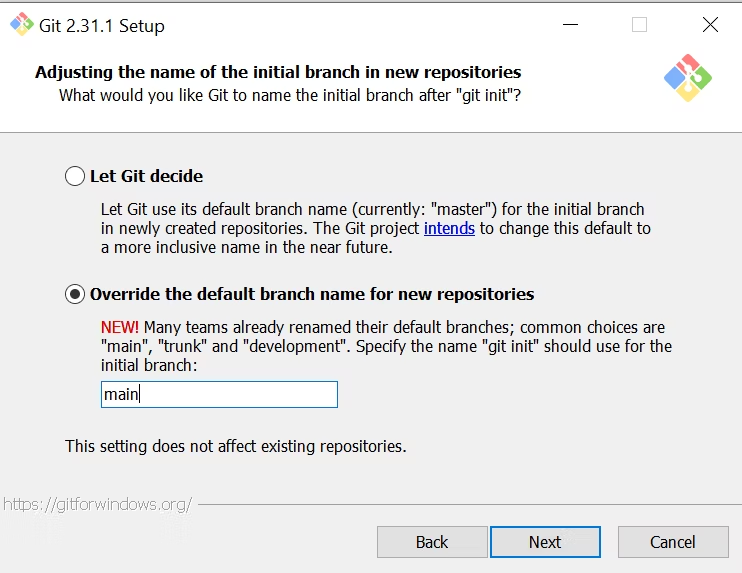 Git 2.31.1 Setup
Adjusting the name of the initial branch in new repositories
What would you like Git to name the initial branch after "git init"?
Let Git decide
Let Git use its default branch name (currently: "master") for the initial branch
in newly created repositories. The Git project intends to change this default to
a more inclusive name in the near future.
Override the default branch name for new repositories
NEW! Many teams already renamed their default branches; common choices are
"main", "trunk" and "development". Specify the name "git init" should use for the
initial branch:
main
This setting does not affect existing repositories.
https://gitforwindows.org/
Back Next Cancel